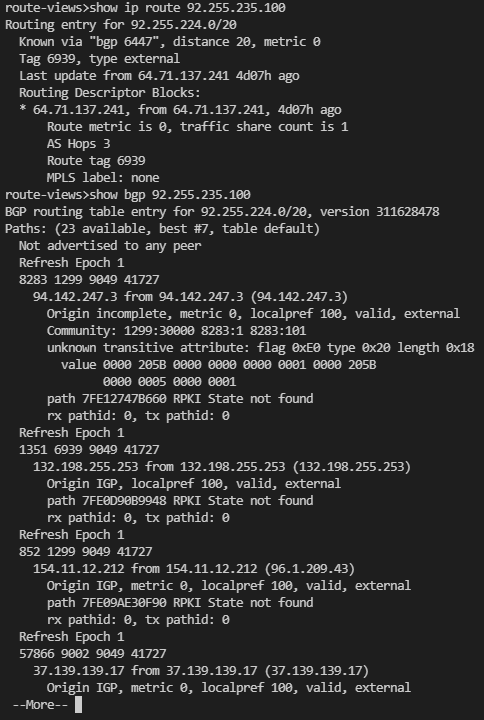 route-views>show ip route 92.255.235.100
Routing entry for 92.255.224.0/20
  Known via "bgp 6447", distance 20, metric 0
  Tag 6939, type external
  Last update from 64.71.137.241 4d07h ago
  Routing Descriptor Blocks:
  * 64.71.137.241, from 64.71.137.241, 4d07h ago
      Route metric is 0, traffic share count is 1
      AS Hops 3
      Route tag 6939
      MPLS label: none
route-views>show bgp 92.255.235.100
BGP routing table entry for 92.255.224.0/20, version 311628478
Paths: (23 available, best #7, table default)
  Not advertised to any peer
  Refresh Epoch 1
  8283 1299 9049 41727
    94.142.247.3 from 94.142.247.3 (94.142.247.3)
      Origin incomplete, metric 0, localpref 100, valid, external
      Community: 1299:30000 8283:1 8283:101
      unknown transitive attribute: flag 0xE0 type 0x20 length 0x18
        value 0000 205B 0000 0000 0000 0001 0000 205B
              0000 0005 0000 0001
      path 7FE12747B660 RPKI State not found
      rx pathid: 0, tx pathid: 0
  Refresh Epoch 1
  1351 6939 9049 41727
    132.198.255.253 from 132.198.255.253 (132.198.255.253)
      Origin IGP, localpref 100, valid, external
      path 7FE0D90B9948 RPKI State not found
      rx pathid: 0, tx pathid: 0
  Refresh Epoch 1
  852 1299 9049 41727
    154.11.12.212 from 154.11.12.212 (96.1.209.43)
      Origin IGP, metric 0, localpref 100, valid, external
      path 7FE09AE30F90 RPKI State not found
      rx pathid: 0, tx pathid: 0
  Refresh Epoch 1
  57866 9002 9049 41727
    37.139.139.17 from 37.139.139.17 (37.139.139.17)
      Origin IGP, metric 0, localpref 100, valid, external
 --More--